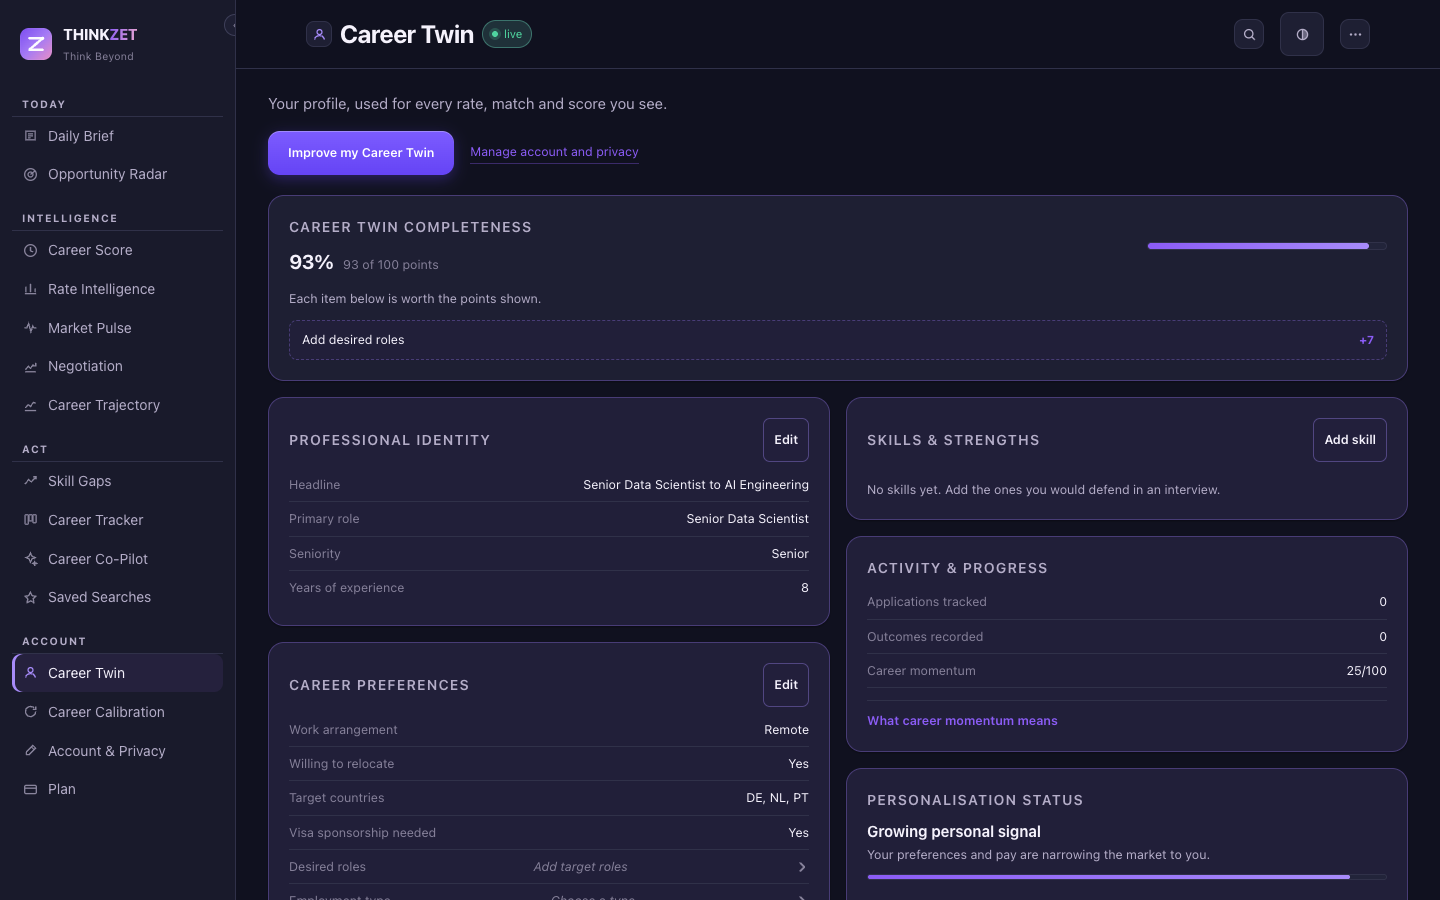 THINKZET
Think Beyond
TODAY
Daily Brief
Opportunity Radar
INTELLIGENCE
Career Score
Rate Intelligence
Market Pulse
Negotiation
Career Trajectory
ACT
Skill Gaps
Career Tracker
Career Co-Pilot
Saved Searches
ACCOUNT
Career Twin
Career Calibration
Account & Privacy
Plan
Career Twin live
Your profile, used for every rate, match and score you see.
Improve my Career Twin Manage account and privacy
CAREER TWIN COMPLETENESS
93% 93 of 100 points
Each item below is worth the points shown.
Add desired roles +7
PROFESSIONAL IDENTITY Edit
Headline Senior Data Scientist to AI Engineering
Primary role Senior Data Scientist
Seniority Senior
Years of experience 8
CAREER PREFERENCES Edit
Work arrangement Remote
Willing to relocate Yes
Target countries DE, NL, PT
Visa sponsorship needed Yes
Desired roles Add target roles
Employment type Choose a type
SKILLS & STRENGTHS Add skill
No skills yet. Add the ones you would defend in an interview.
ACTIVITY & PROGRESS
Applications tracked 0
Outcomes recorded 0
Career momentum 25/100
What career momentum means
PERSONALISATION STATUS
Growing personal signal
Your preferences and pay are narrowing the market to you.